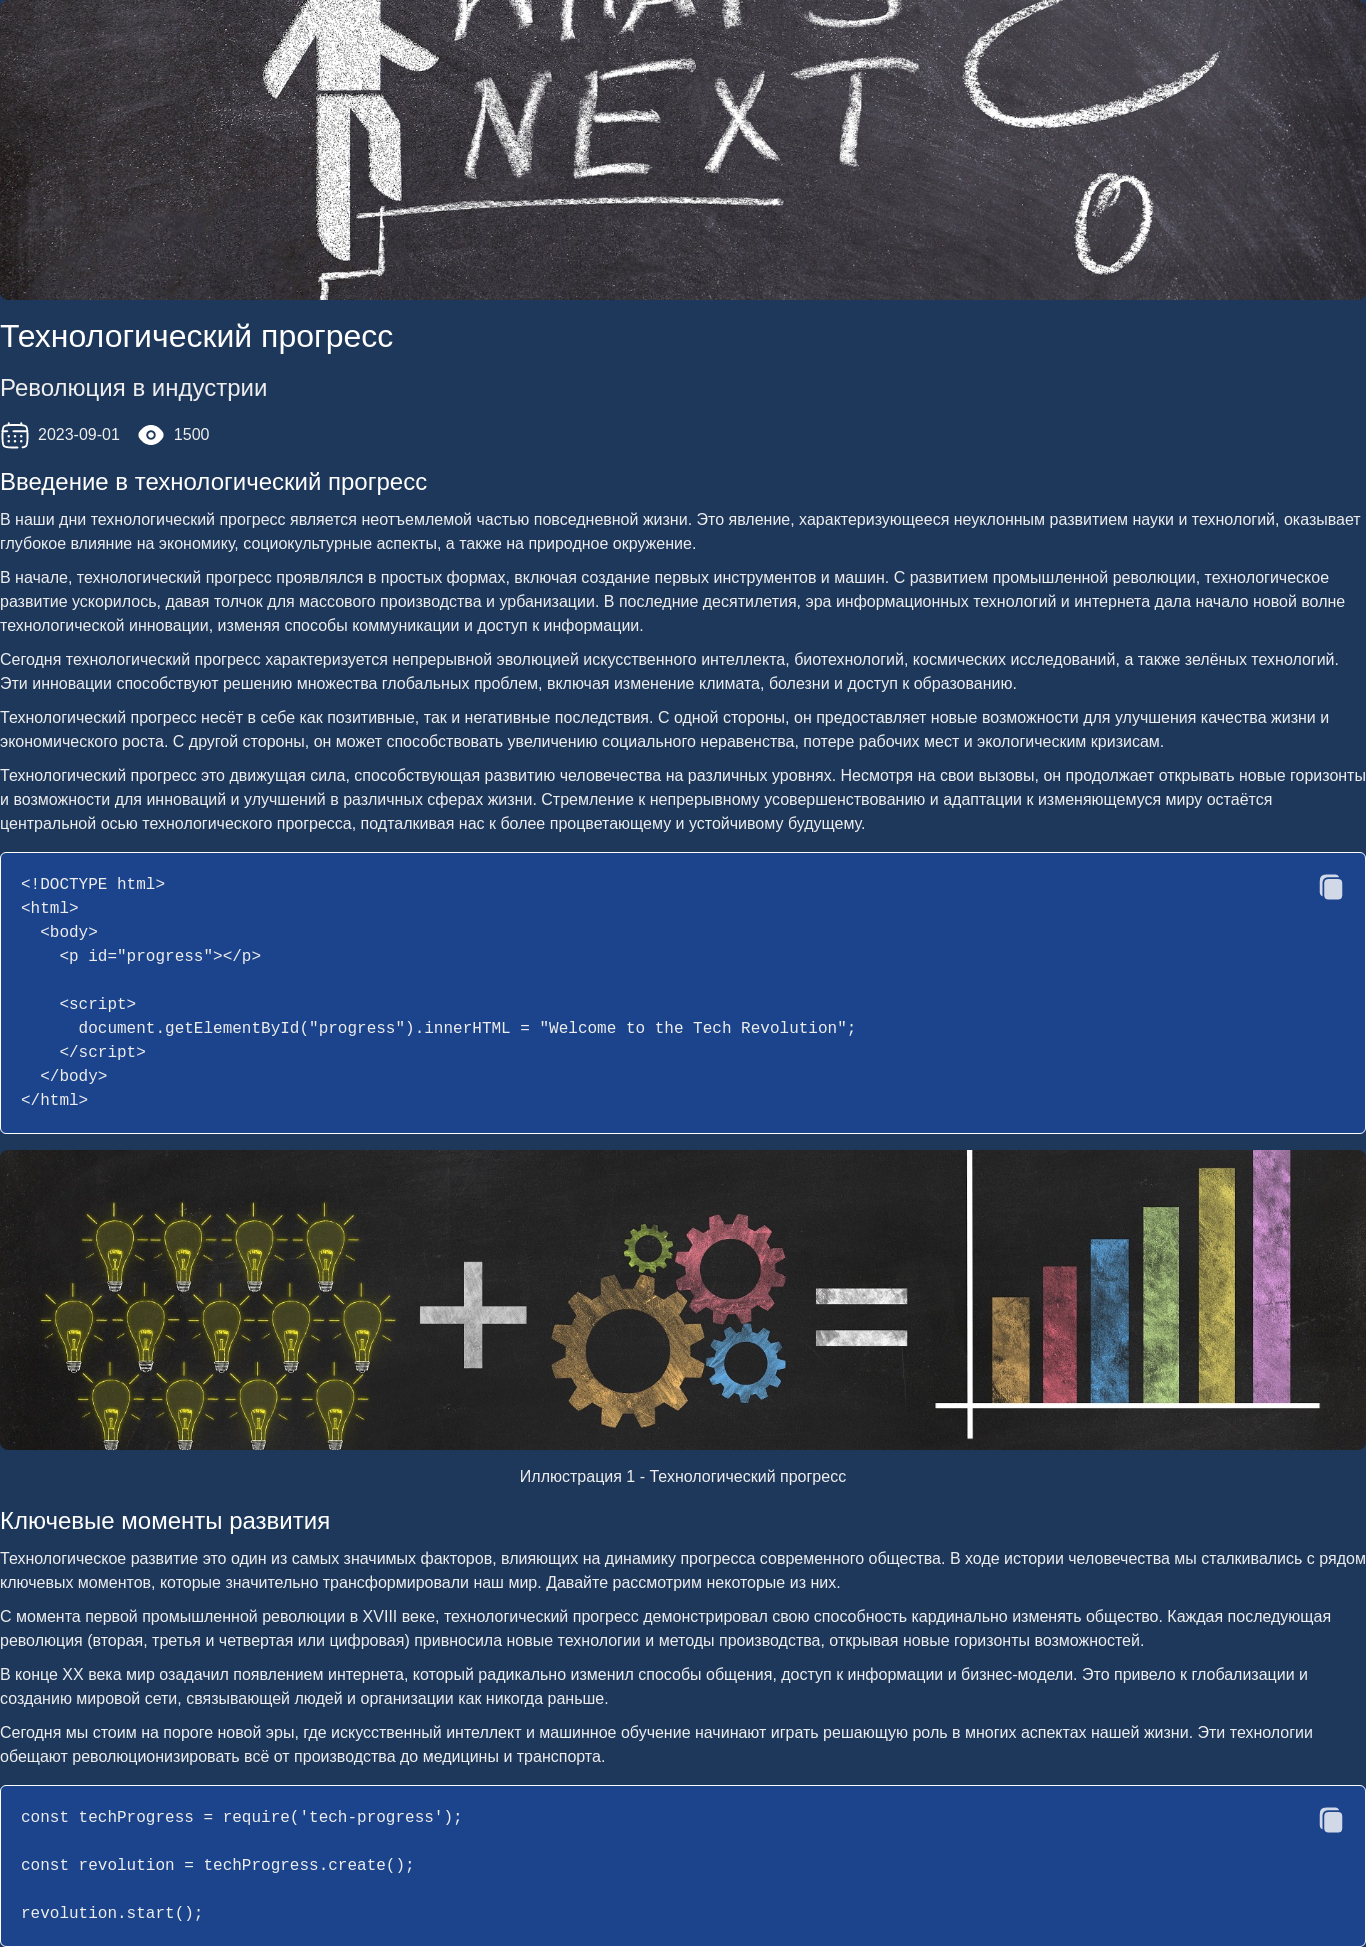 WHAT'S
NEXT
Технологический прогресс
Революция в индустрии
2023-09-01 1500
Введение в технологический прогресс
В наши дни технологический прогресс является неотъемлемой частью повседневной жизни. Это явление, характеризующееся неуклонным развитием науки и технологий, оказывает
глубокое влияние на экономику, социокультурные аспекты, а также на природное окружение.
В начале, технологический прогресс проявлялся в простых формах, включая создание первых инструментов и машин. С развитием промышленной революции, технологическое
развитие ускорилось, давая толчок для массового производства и урбанизации. В последние десятилетия, эра информационных технологий и интернета дала начало новой волне
технологической инновации, изменяя способы коммуникации и доступ к информации.
Сегодня технологический прогресс характеризуется непрерывной эволюцией искусственного интеллекта, биотехнологий, космических исследований, а также зелёных технологий.
Эти инновации способствуют решению множества глобальных проблем, включая изменение климата, болезни и доступ к образованию.
Технологический прогресс несёт в себе как позитивные, так и негативные последствия. С одной стороны, он предоставляет новые возможности для улучшения качества жизни и
экономического роста. С другой стороны, он может способствовать увеличению социального неравенства, потере рабочих мест и экологическим кризисам.
Технологический прогресс это движущая сила, способствующая развитию человечества на различных уровнях. Несмотря на свои вызовы, он продолжает открывать новые горизонты
и возможности для инноваций и улучшений в различных сферах жизни. Стремление к непрерывному усовершенствованию и адаптации к изменяющемуся миру остаётся
центральной осью технологического прогресса, подталкивая нас к более процветающему и устойчивому будущему.
<!DOCTYPE html>
<html>
  <body>
    <p id="progress"></p>
    <script>
      document.getElementById("progress").innerHTML = "Welcome to the Tech Revolution";
    </script>
  </body>
</html>
Иллюстрация 1 - Технологический прогресс
Ключевые моменты развития
Технологическое развитие это один из самых значимых факторов, влияющих на динамику прогресса современного общества. В ходе истории человечества мы сталкивались с рядом
ключевых моментов, которые значительно трансформировали наш мир. Давайте рассмотрим некоторые из них.
С момента первой промышленной революции в XVIII веке, технологический прогресс демонстрировал свою способность кардинально изменять общество. Каждая последующая
революция (вторая, третья и четвертая или цифровая) привносила новые технологии и методы производства, открывая новые горизонты возможностей.
В конце XX века мир озадачил появлением интернета, который радикально изменил способы общения, доступ к информации и бизнес-модели. Это привело к глобализации и
созданию мировой сети, связывающей людей и организации как никогда раньше.
Сегодня мы стоим на пороге новой эры, где искусственный интеллект и машинное обучение начинают играть решающую роль в многих аспектах нашей жизни. Эти технологии
обещают революционизировать всё от производства до медицины и транспорта.
const techProgress = require('tech-progress');
const revolution = techProgress.create();
revolution.start();